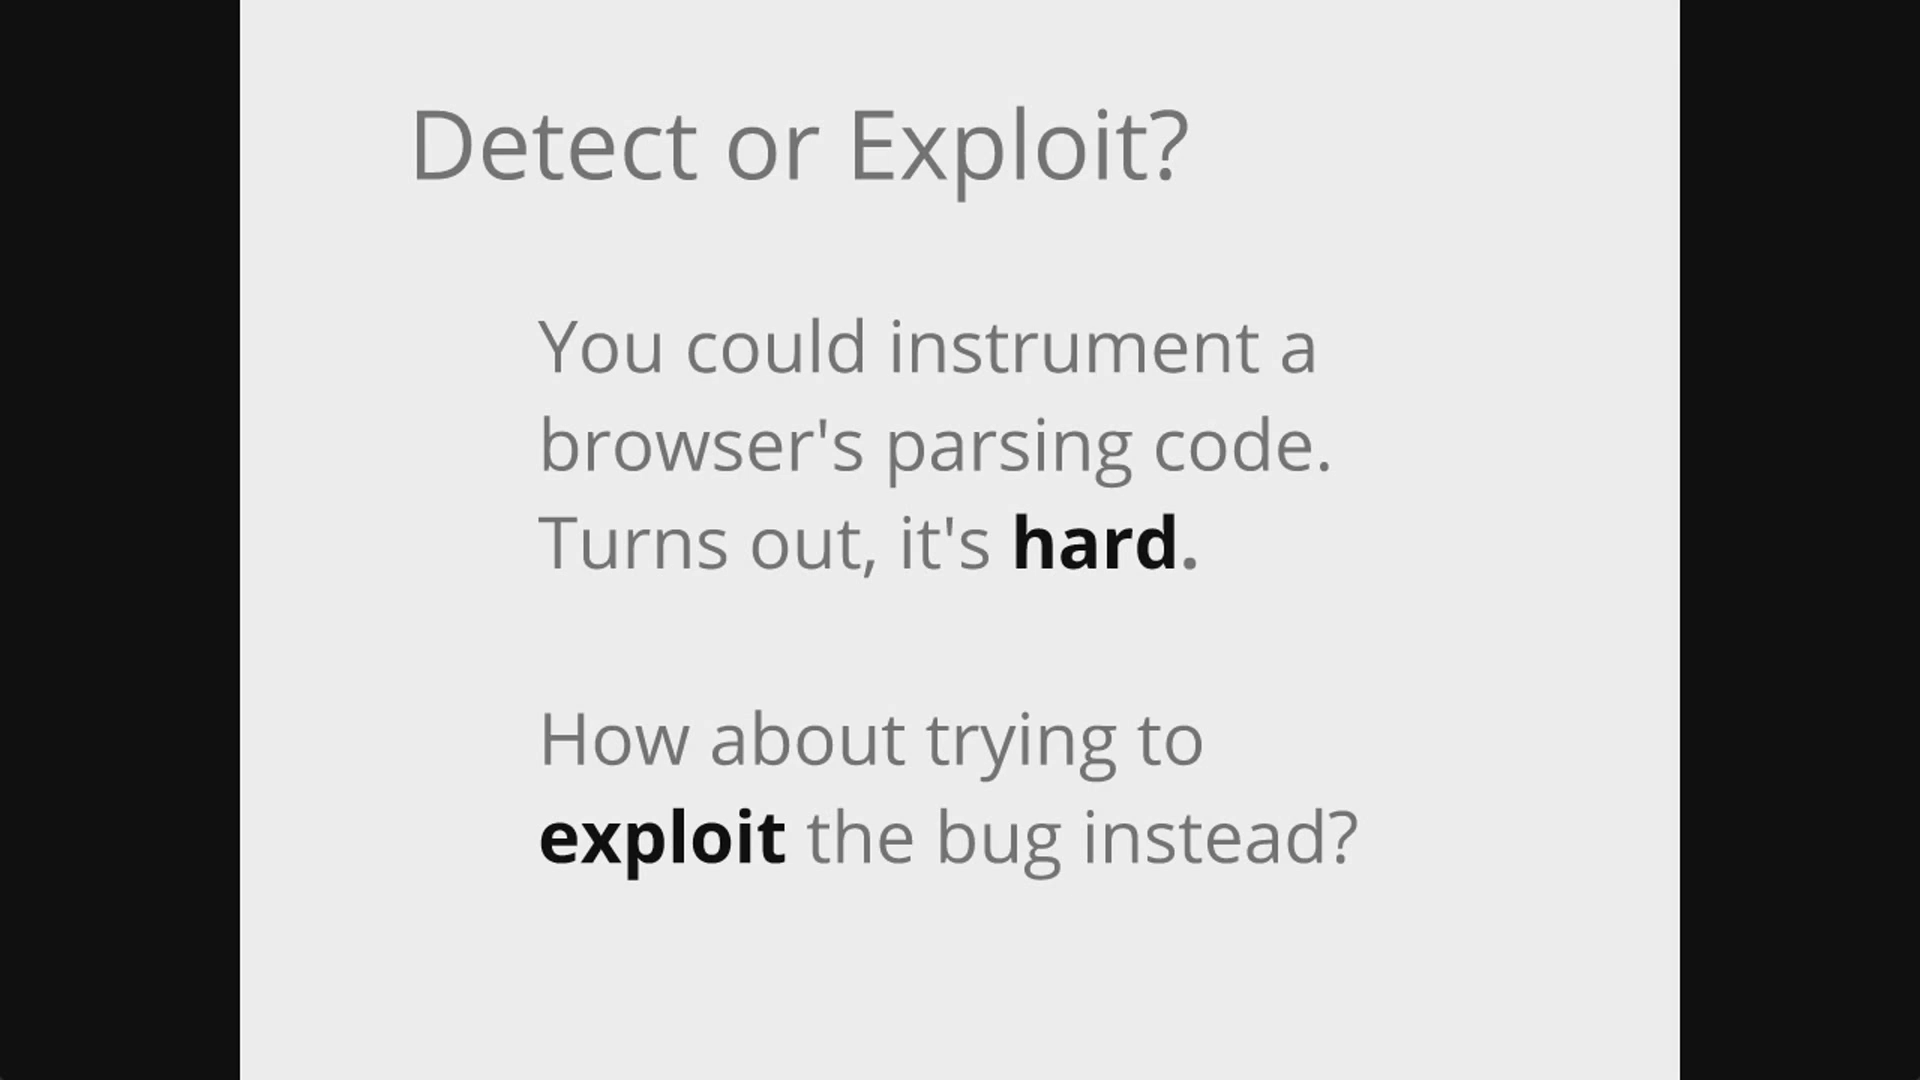 Detect or Exploit?
You could instrument a
browser's parsing code.
Turns out, it's hard.
How about trying to
exploit the bug instead?